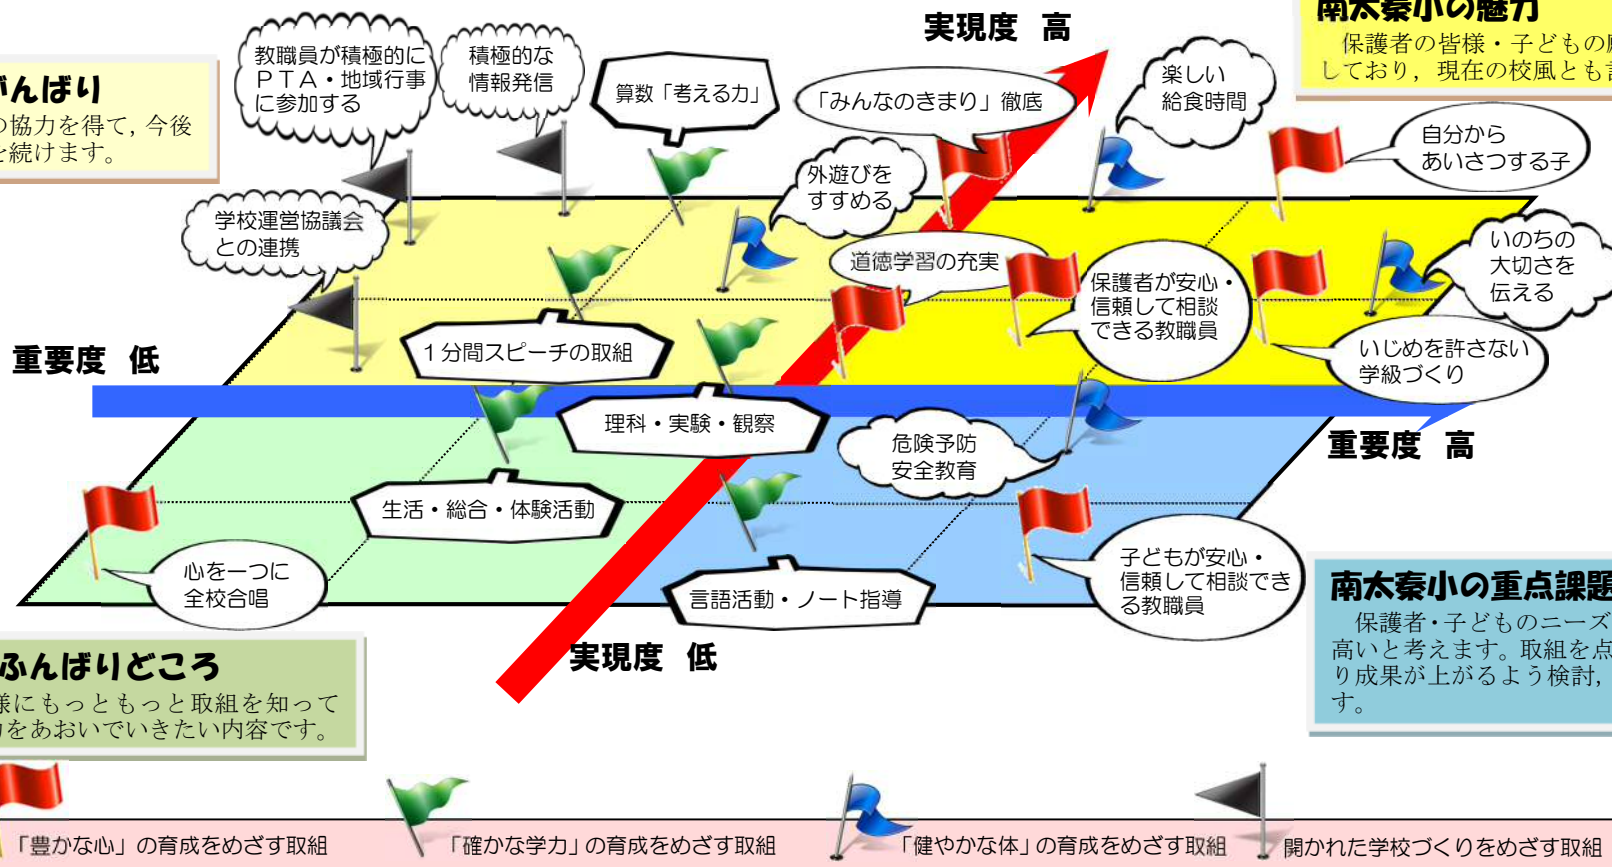 実現度 高
南太秦小の魅力
保護者の皆様・子どもの
しており，現在の校風とも
がんばり
の協力を得て，今後
を続けます。
教職員が積極的に
ＰＴＡ・地域行事
に参加する
積極的な
情報発信
算数「考える力」
「みんなのきまり」徹底
楽しい
給食時間
自分から
あいさつする子
外遊びを
すすめる
学校運営協議会
との連携
道徳学習の充実
保護者が安心・
信頼して相談
できる教職員
いのちの
大切さを
伝える
いじめを許さない
学級づくり
重要度 低
１分間スピーチの取組
理科・実験・観察
危険予防
安全教育
重要度 高
生活・総合・体験活動
心を一つに
全校合唱
言語活動・ノート指導
子どもが安心・
信頼して相談でき
る教職員
実現度 低
ふんばりどころ
様にもっともっと取組を知って
をあおいでいきたい内容です。
南太秦小の重点課題
保護者・子どものニーズ
高いと考えます。取組を点
り成果が上がるよう検討，
す。
「豊かな心」の育成をめざす取組
「確かな学力」の育成をめざす取組
「健やかな体」の育成をめざす取組
開かれた学校づくりをめざす取組